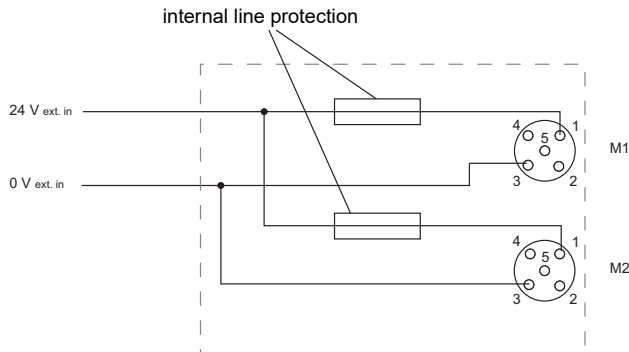 internal line protection
24 V ext. in
4
1
5
M1
3
2
0 V ext. in
4
1
5
M2
3
2